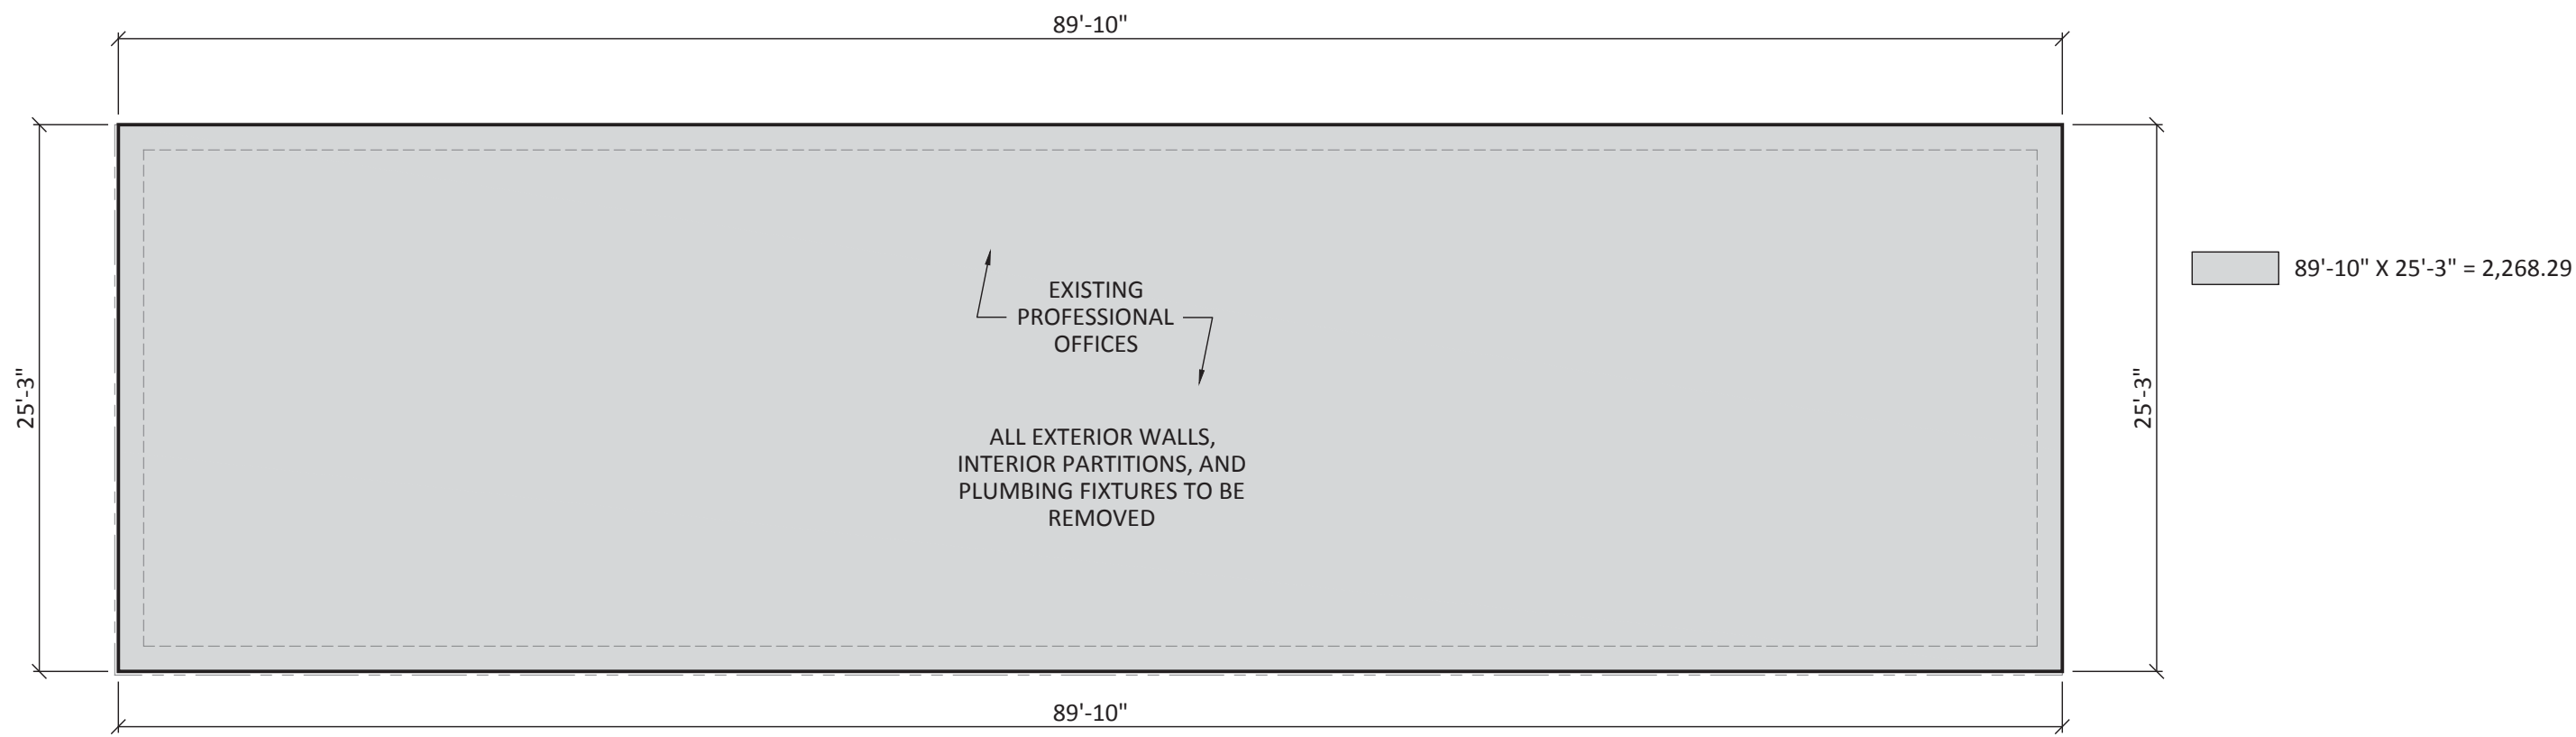 89'-10"
25'-3"
EXISTING
PROFESSIONAL
OFFICES
ALL EXTERIOR WALLS,
INTERIOR PARTITIONS, AND
PLUMBING FIXTURES TO BE
REMOVED
25'-3"
89'-10" X 25'-3" = 2,268.29
89'-10"